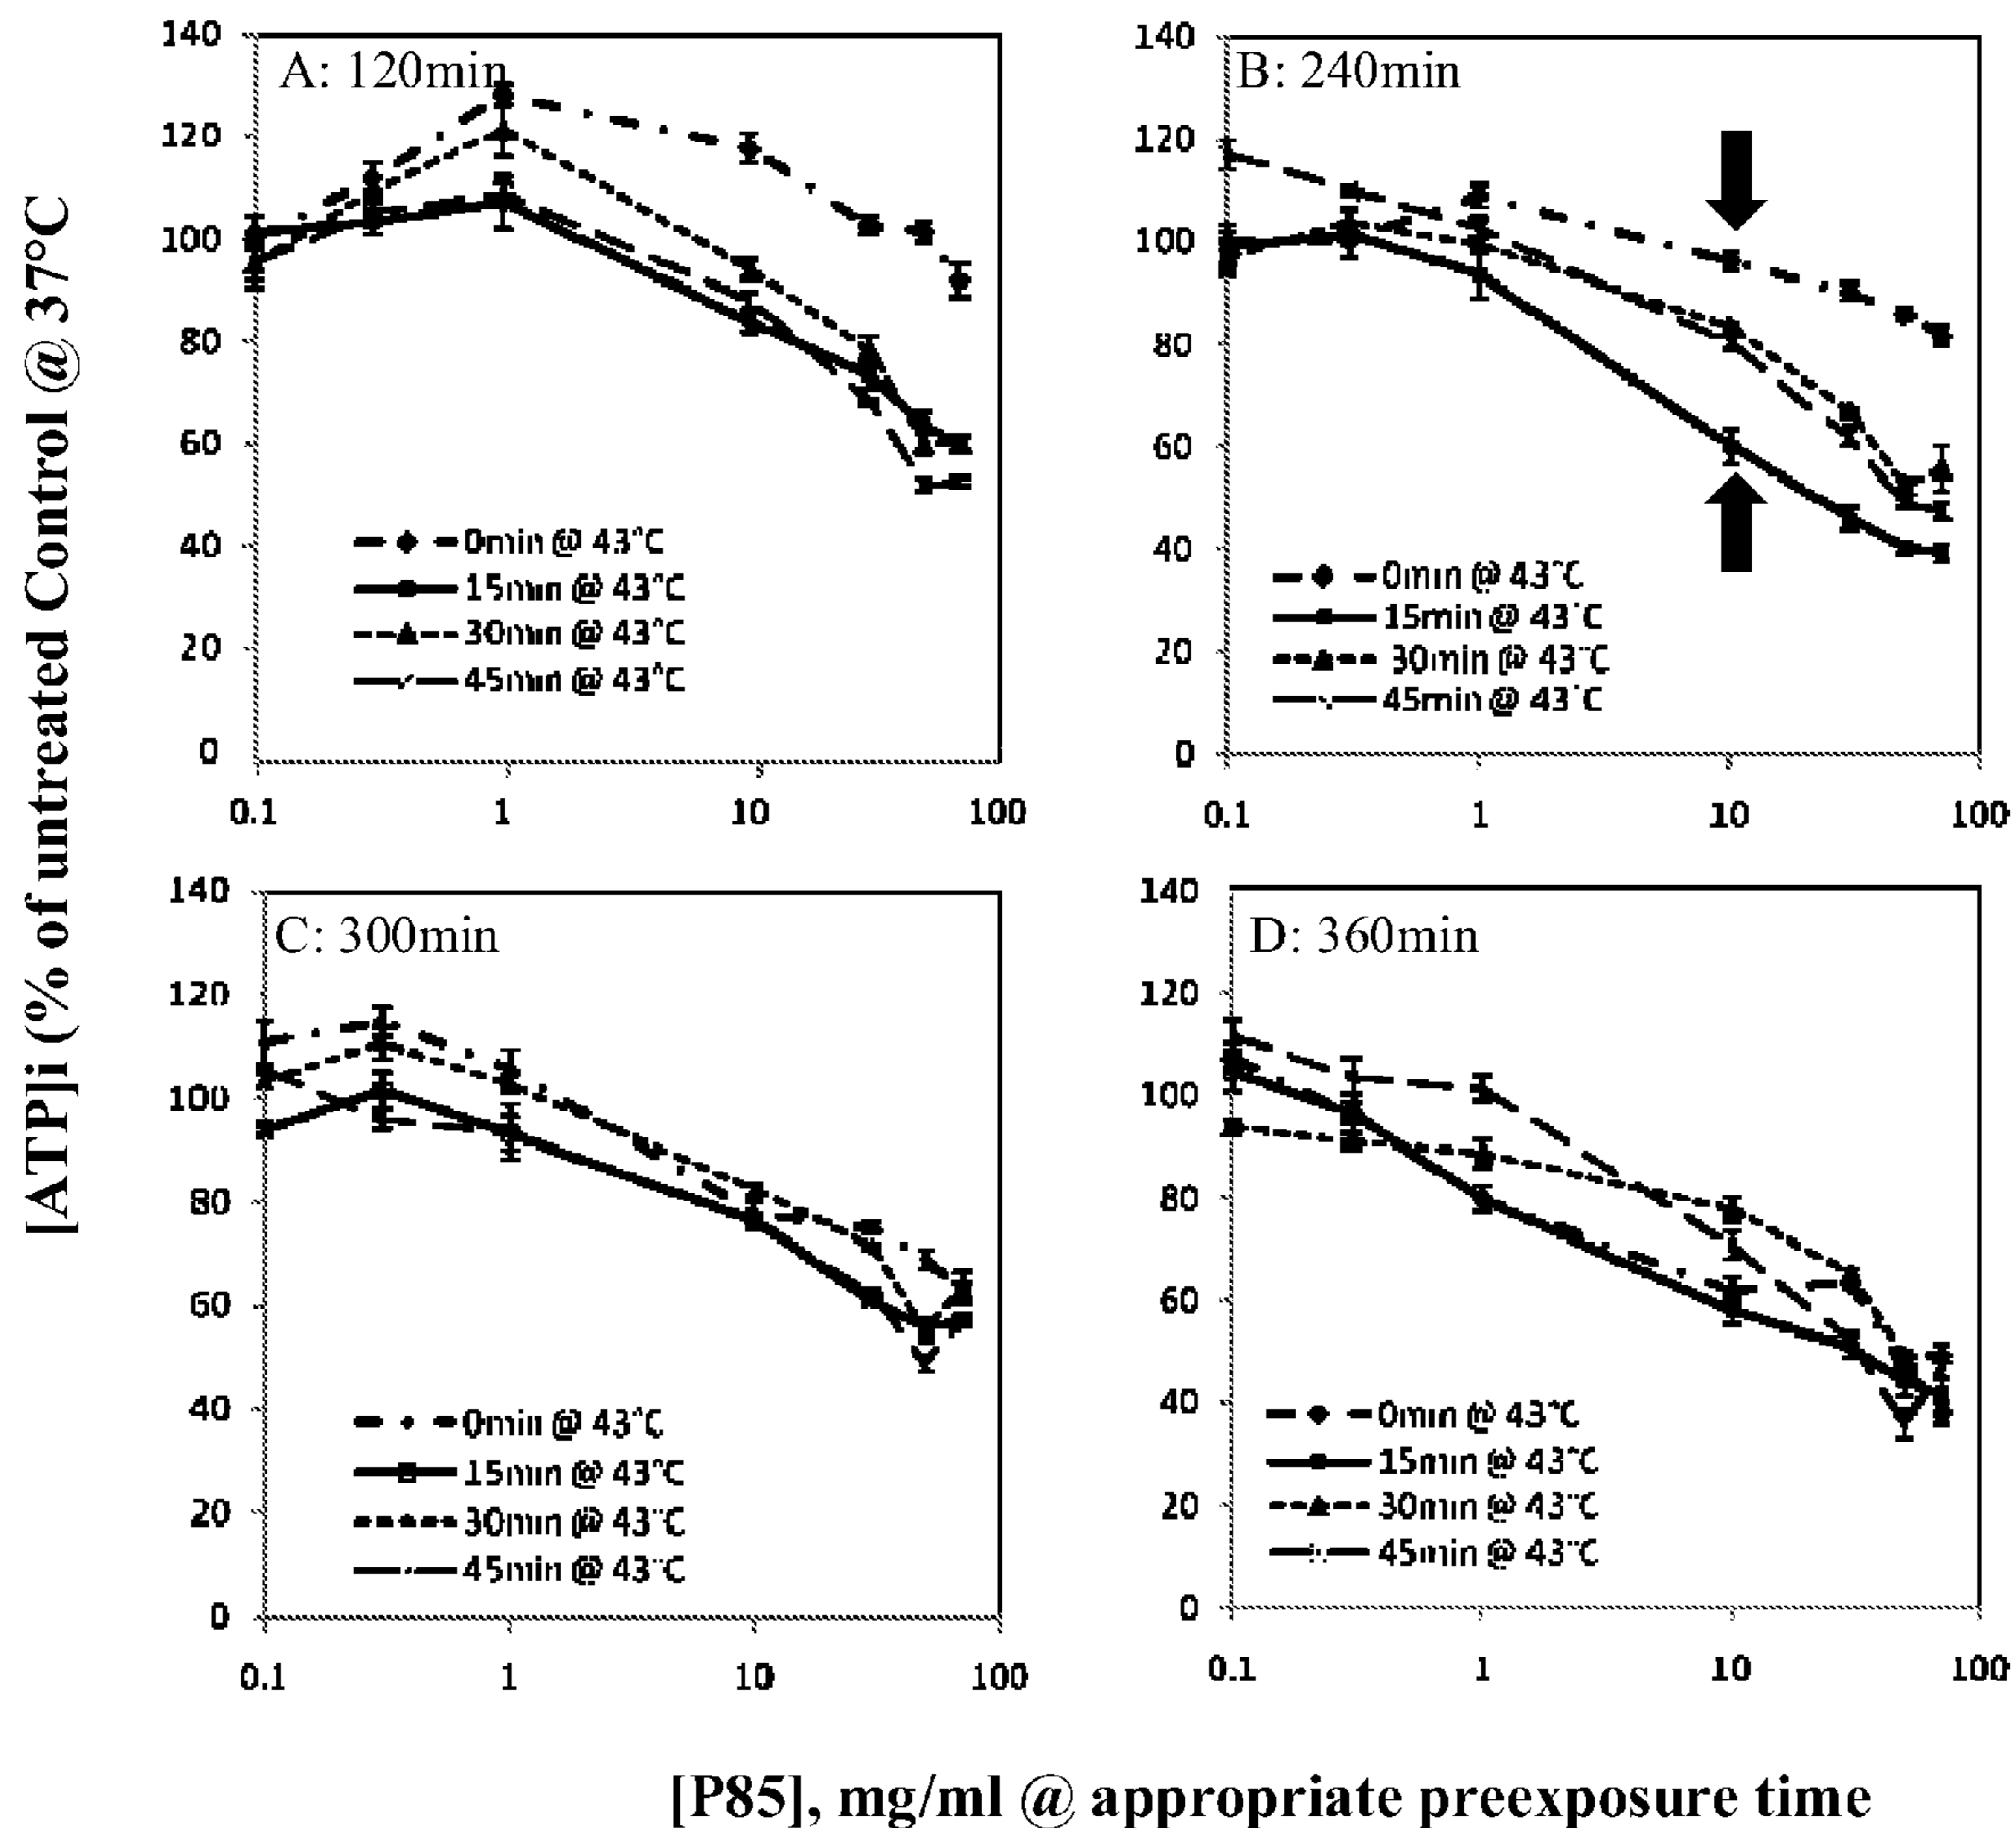 [ATP]i (% of untreated Control @ 37°C
A: 120min
140
120
100
80
60
40
20
0
0min @ 43°C
15min @ 43°C
30min @ 43°C
45min @ 43°C
0.1 1 10 100
B: 240min
140
120
100
80
60
40
20
0
0min @ 43°C
15min @ 43°C
30min @ 43°C
45min @ 43°C
0.1 1 10 100
C: 300min
140
120
100
80
60
40
20
0
0min @ 43°C
15min @ 43°C
30min @ 43°C
45min @ 43°C
0.1 1 10 100
D: 360min
140
120
100
80
60
40
20
0
0min @ 43°C
15min @ 43°C
30min @ 43°C
45min @ 43°C
0.1 1 10 100
[P85], mg/ml @ appropriate preexposure time